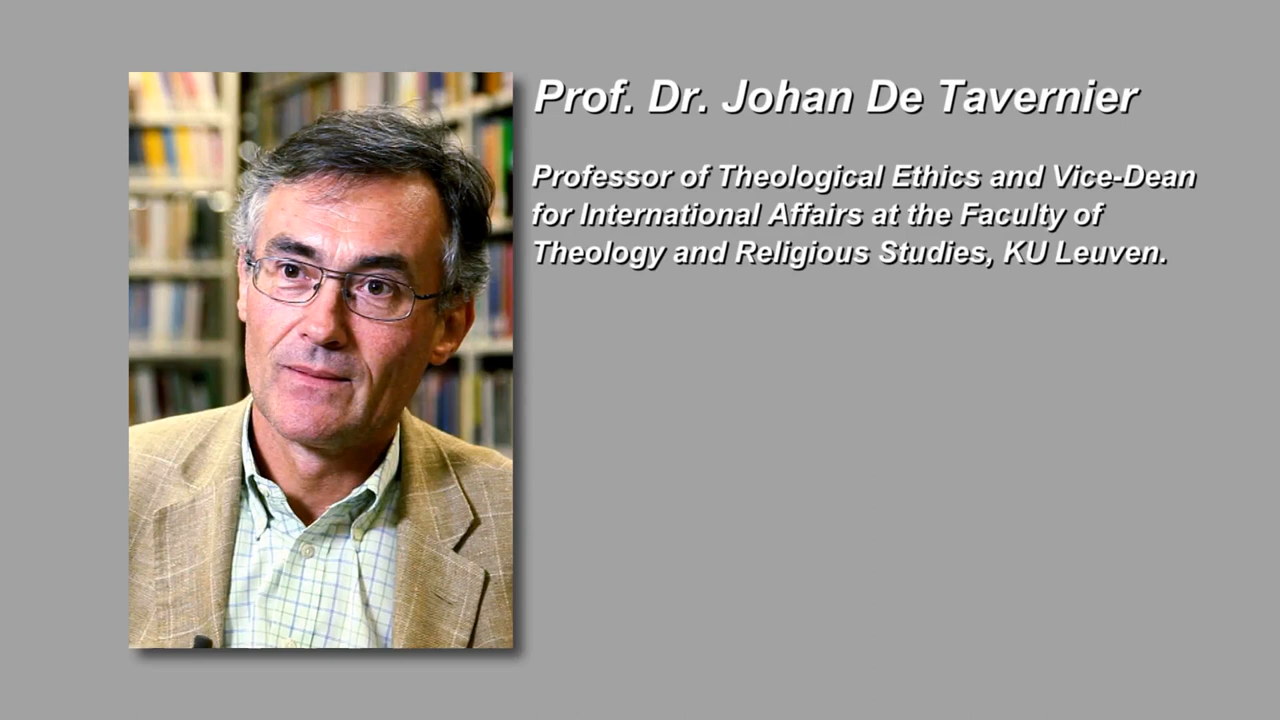 Prof. Dr. Johan De Tavernier
Professor of Theological Ethics and Vice-Dean
for International Affairs at the Faculty of
Theology and Religious Studies, KU Leuven.